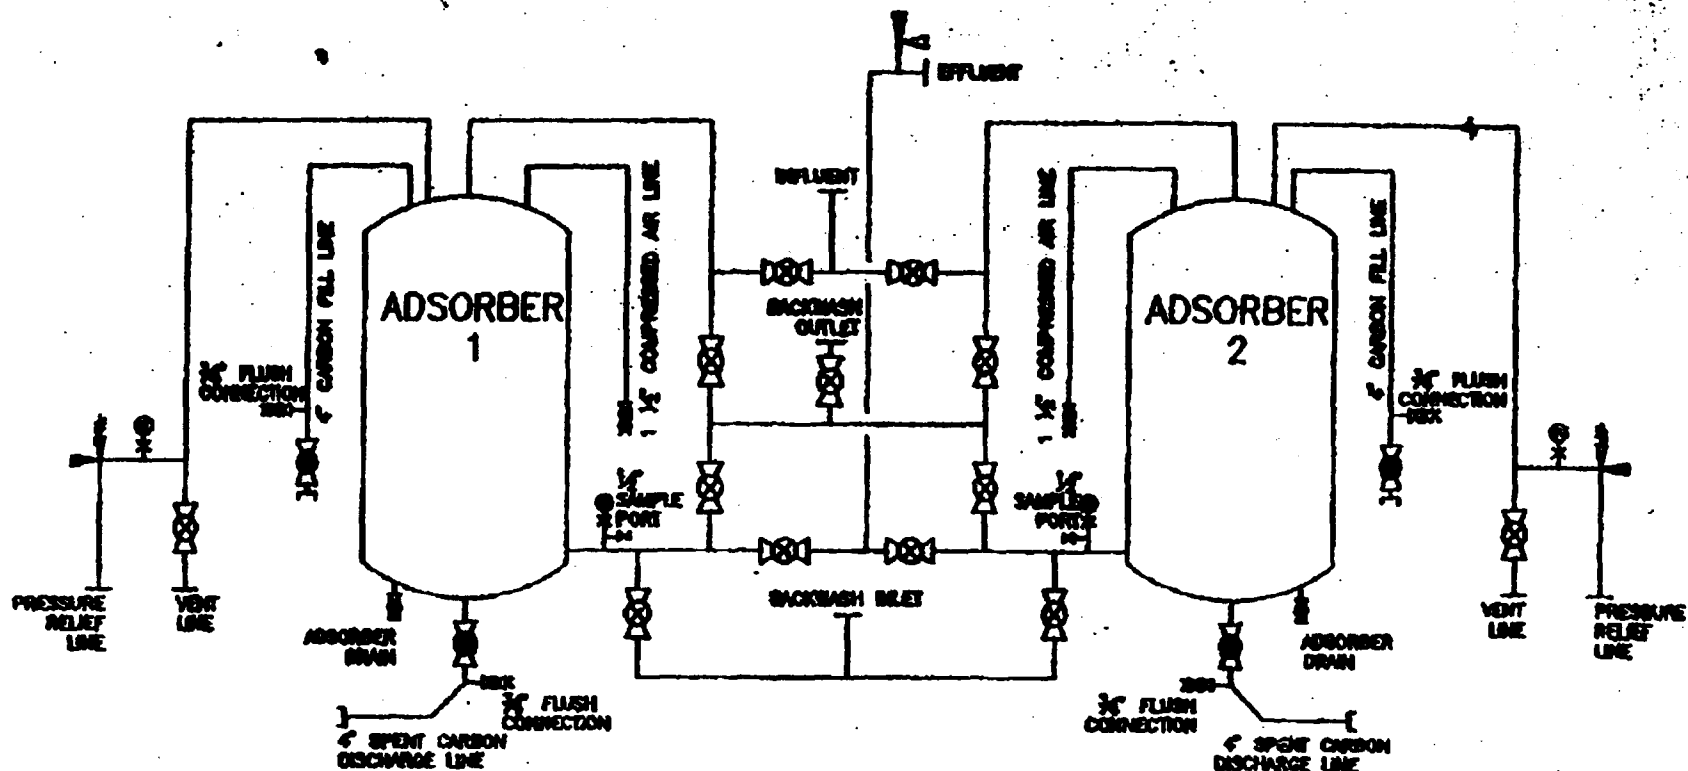 EFFLUENT
INFLUENT
BACKWASH
OUTLET
ADSORBER
1
ADSORBER
2
4" CARBON FILL LINE
1 ½" COMPRESSED AIR LINE
1 ½" COMPRESSED AIR LINE
4" CARBON FILL LINE
¾" FLUSH
CONNECTION
¾" FLUSH
CONNECTION
¼"
SAMPLE
PORT
¼"
SAMPLE
PORT
PRESSURE
RELIEF
LINE
VENT
LINE
ADSORBER
DRAIN
BACKWASH INLET
VENT
LINE
PRESSURE
RELIEF
LINE
ADSORBER
DRAIN
¾" FLUSH
CONNECTION
4" SPENT CARBON
DISCHARGE LINE
¾" FLUSH
CONNECTION
4" SPENT CARBON
DISCHARGE LINE